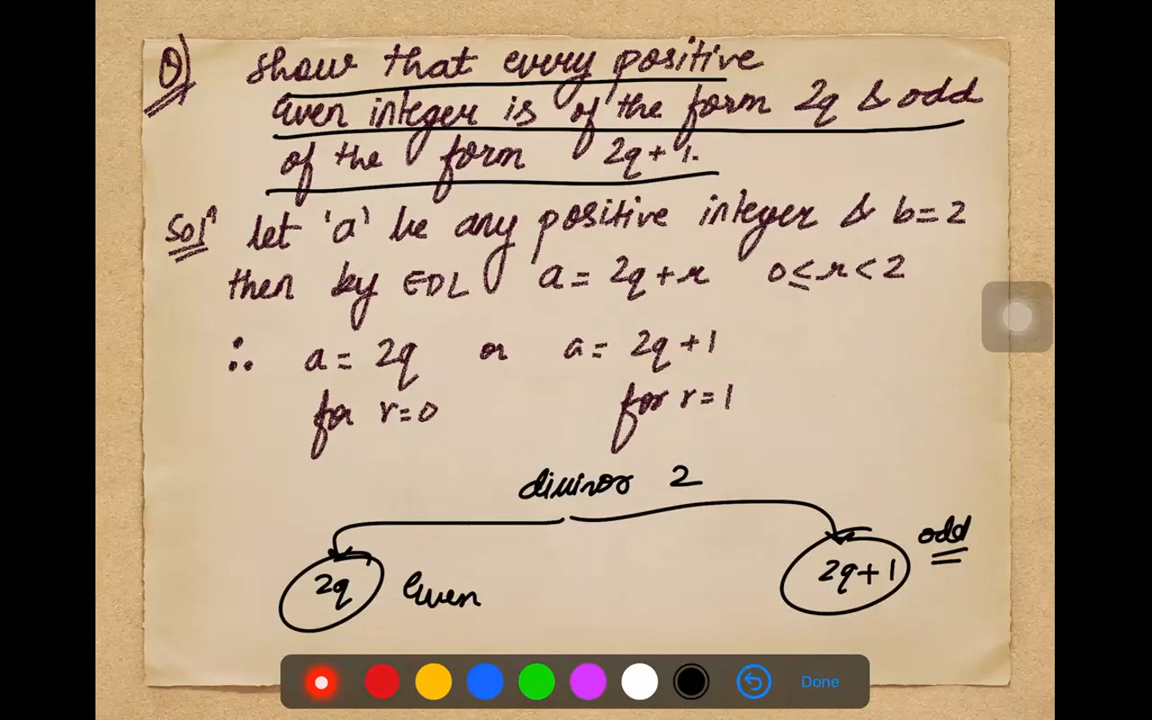 Q) Show that every positive
even integer is of the form 2q & odd
of the form 2q+1.
Solⁿ let 'a' be any positive integer & b=2
then by EDL a = 2q+r 0≤r<2
∴ a = 2q or a = 2q+1
for r=0 for r=1
divisor 2
2q Even 2q+1 odd
Done